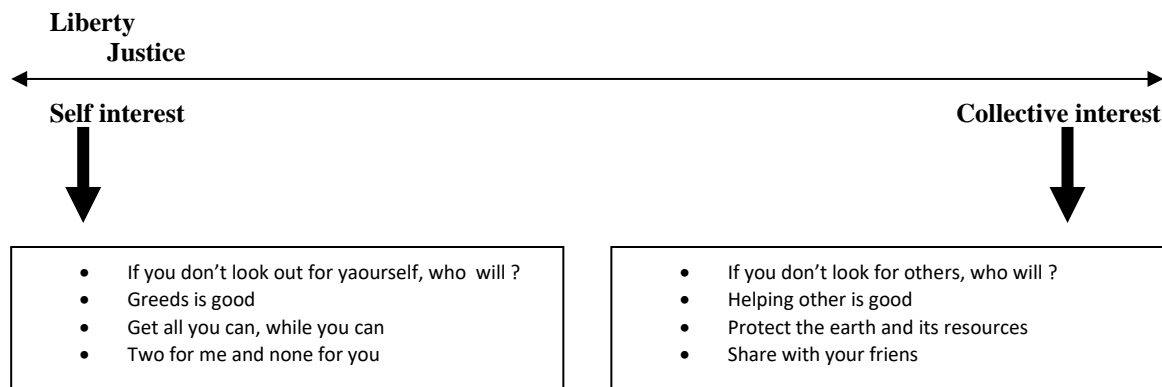 Liberty
Justice
Self interest
Collective interest
• If you don’t look out for yaourself, who will ?
• Greeds is good
• Get all you can, while you can
• Two for me and none for you
• If you don’t look for others, who will ?
• Helping other is good
• Protect the earth and its resources
• Share with your friens